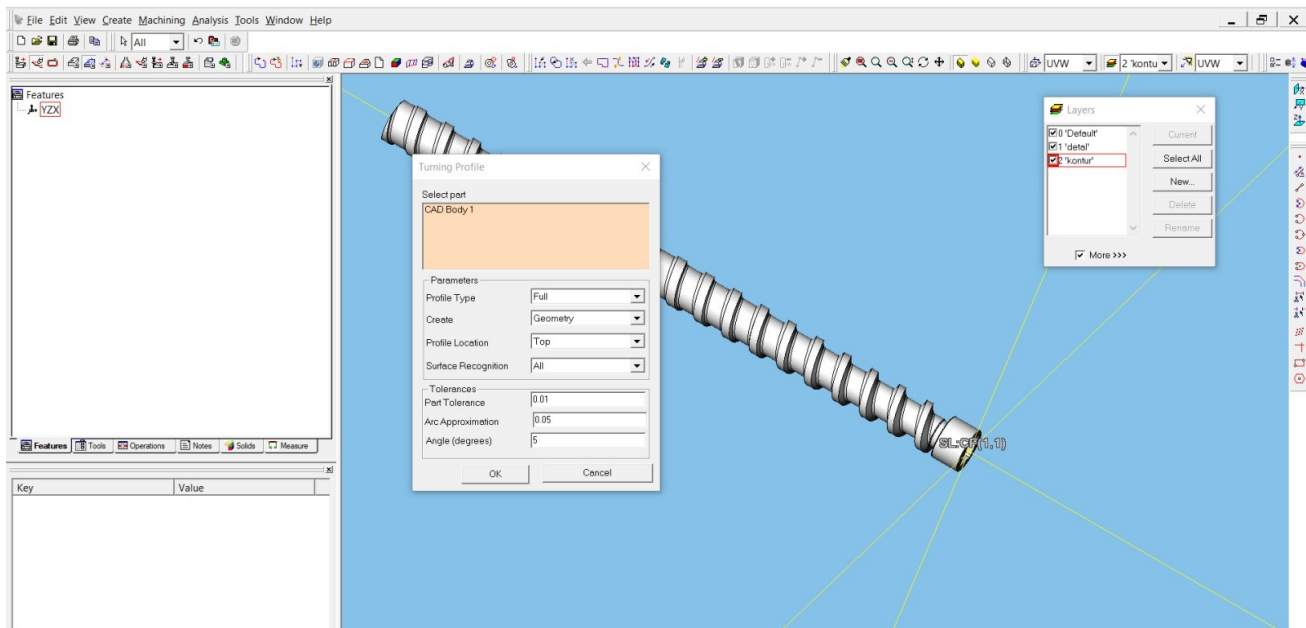 File Edit View Create Machining Analysis Tools Window Help
All
UVW
2 'kontu
UVW
Features
YZX
Features Tools Operations Notes Solids Measure
Key Value
Turning Profile
Select part
CAD Body 1
Parameters
Profile Type Full
Create Geometry
Profile Location Top
Surface Recognition All
Tolerances
Part Tolerance 0.01
Arc Approximation 0.05
Angle (degrees) 5
OK Cancel
Layers
0 'Default' Current
1 'detal'
2 'kontur' Select All
New...
Delete
Rename
More >>>